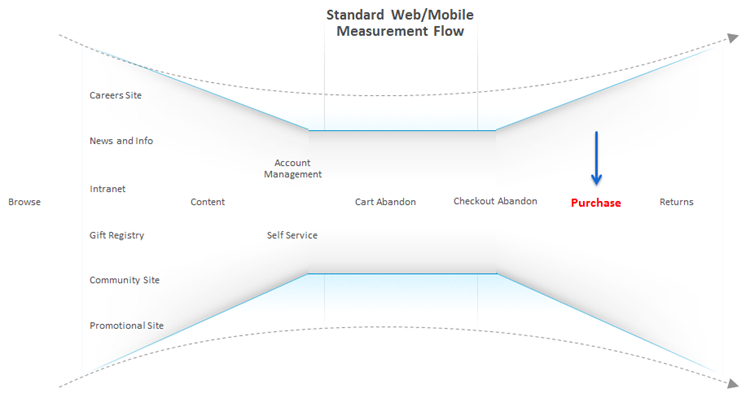 Standard Web/Mobile
Measurement Flow
Careers Site
News and Info
Account
Management
Intranet
Browse
Content
Cart Abandon
Checkout Abandon
Purchase
Returns
Gift Registry
Self Service
Community Site
Promotional Site